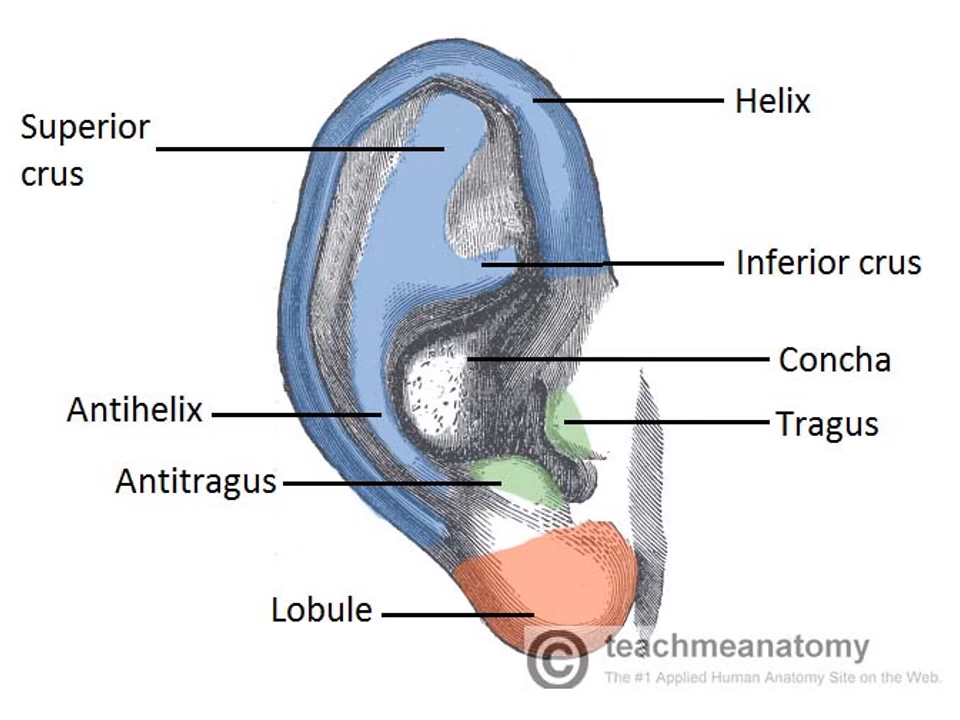 Helix
Superior
crus
Inferior crus
Concha
Antihelix
Tragus
Antitragus
Lobule
© teachmeanatomy
The #1 Applied Human Anatomy Site on the Web.